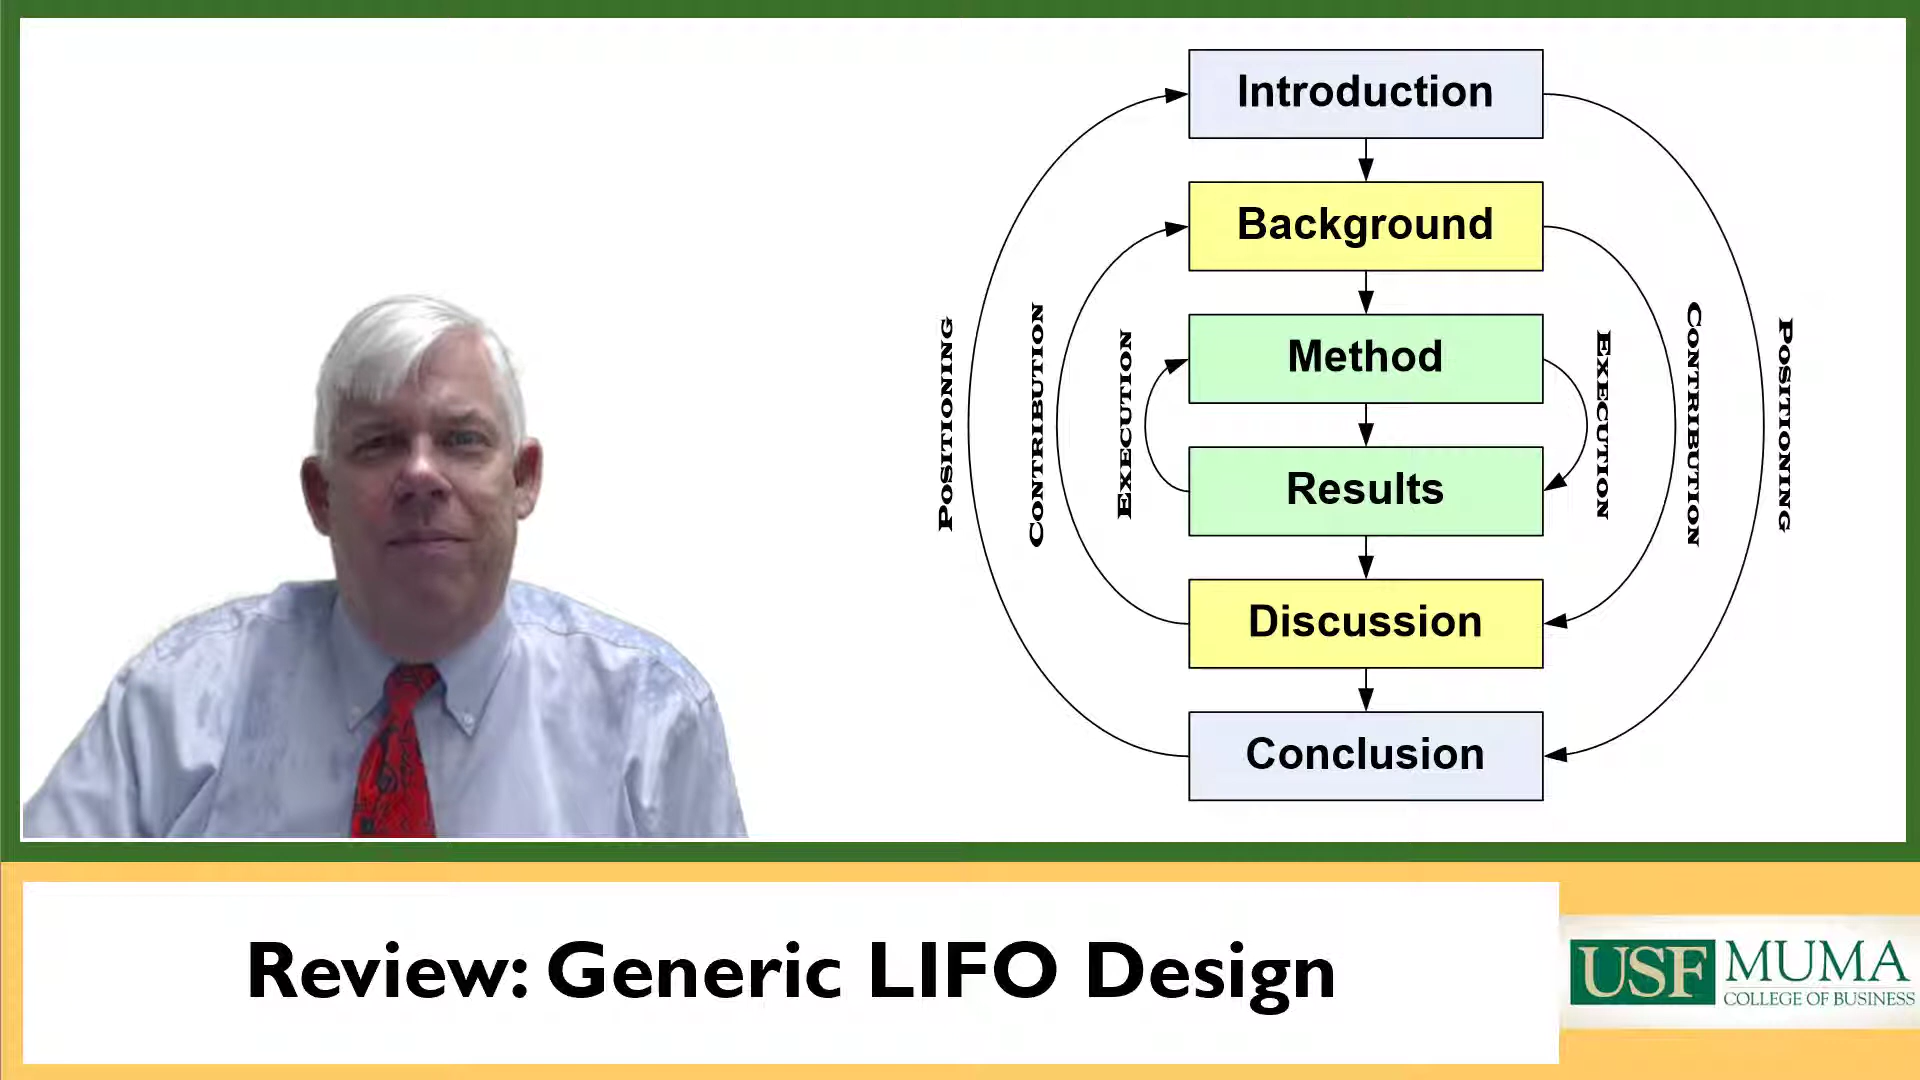 Introduction
Background
Method
Results
Discussion
Conclusion
POSITIONING
CONTRIBUTION
EXECUTION
EXECUTION
CONTRIBUTION
POSITIONING
Review: Generic LIFO Design
USF MUMA
COLLEGE OF BUSINESS